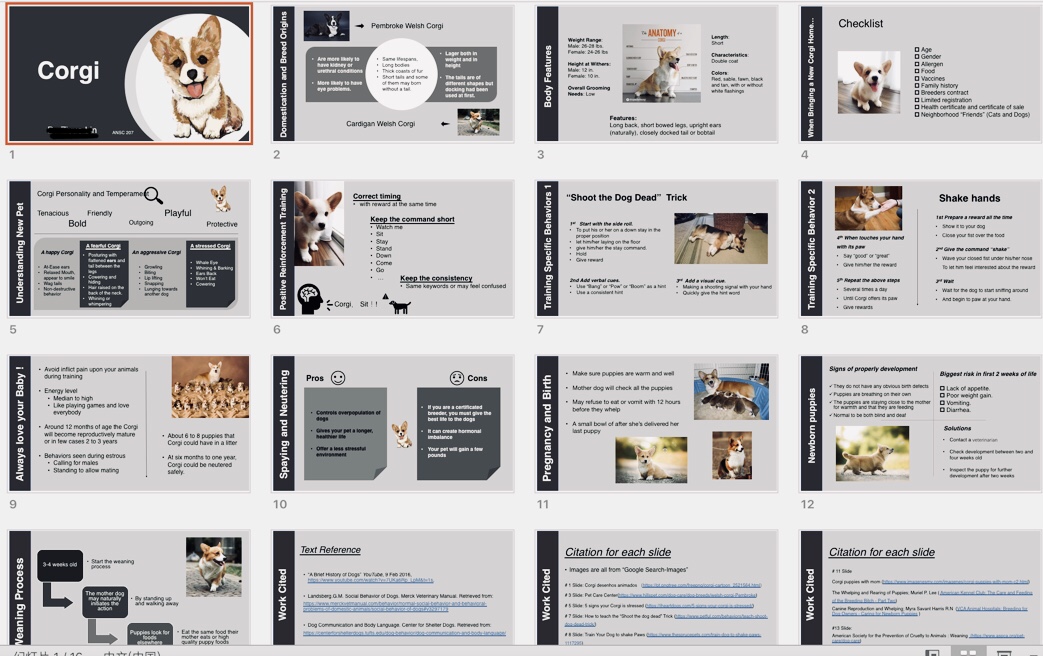 Corgi
ANSC 207
1
Domestication and Breed Origins
Pembroke Welsh Corgi
Are more likely to
have kidney or
urethral conditions
More likely to have
eye problems.
Same lifespans,
Long bodies
Thick coats of fur
Short tails and some
of them may born
without a tail
Lager both in
weight and in
height
The tails are of
different shapes but
docking had been
used at first.
Cardigan Welsh Corgi
2
Body Features
Weight Range:
Male: 26-28 lbs.
Female: 24-26 lbs
Height at Withers:
Male: 12 in.
Female: 10 in.
Overall Grooming
Needs: Low
ANATOMY
Length:
Short
Characteristics:
Double coat
Colors:
Red, sable, fawn, black
and tan, with or without
white flashings
Features:
Long back, short bowed legs, upright ears
(naturally), closely docked tail or bobtail
3
When Bringing a New Corgi Home...
Checklist
Age
Gender
Allergen
Food
Vaccines
Family history
Breeders contract
Limited registration
Health certificate and certificate of sale
Neighborhood "Friends" (Cats and Dogs)
4
Understanding New Pet
Corgi Personality and Temperament
Tenacious
Friendly
Bold
Outgoing
Playful
Protective
A happy Corgi
At-Ease ears
Relaxed Mouth,
appear to smile
Wag tails
Non-destructive
behavior
A fearful Corgi
Posturing with
flattened ears and
tail between the
legs
Cowering and
hiding
Hair raised on the
back of the neck.
Whining or
whimpering
An aggressive Corgi
Growling
Biting
Lip lifting
Snapping
Lunging towards
another dog
A stressed Corgi
Whale Eye
Whining & Barking
Ears Back
Won't Eat
Cowering
5
Positive Reinforcement Training
Correct timing
with reward at the same time
Keep the command short
Watch me
Sit
Stay
Stand
Down
Come
Go
...
Keep the consistency
Same keywords or may feel confused
Corgi, Sit ! !
6
Training Specific Behaviors 1
"Shoot the Dog Dead" Trick
1st Start with the side roll.
To put his or her on a down stay in the
proper position
let him/her laying on the floor
give him/her the stay command.
Hold
Give reward
2nd Add verbal cues.
Use "Bang" or "Pow" or "Boom" as a hint
Use a consistent hint
3rd Add a visual cue.
Making a shooting signal with your hand
Quickly give the hint word
7
Training Specific Behavior 2
Shake hands
4th When touches your hand
with its paw
Say "good" or "great"
Give him/her the reward
5th Repeat the above steps
Several times a day
Until Corgi offers its paw
Give rewards
1st Prepare a reward all the time
Show it to your dog
Close your fist over the food
2nd Give the command "shake"
Wave your closed fist under his/her nose
To let him feel interested about the reward
3rd Wait
Wait for the dog to start sniffing around
And begin to paw at your hand.
8
Always love your Baby !
Avoid inflict pain upon your animals
during training
Energy level
Median to high
Like playing games and love
everybody
Around 12 months of age the Corgi
will become reproductively mature
or in few cases 2 to 3 years
Behaviors seen during estrous
Calling for males
Standing to allow mating
About 6 to 8 puppies that
Corgi could have in a litter
At six months to one year,
Corgi could be neutered
safely.
9
Spaying and Neutering
Pros
Cons
Controls overpopulation of
dogs
Gives your pet a longer,
healthier life
Offer a less stressful
environment
If you are a certificated
breeder, you must give the
best life to the dogs
It can create hormonal
imbalance
Your pet will gain a few
pounds
10
Pregnancy and Birth
Make sure puppies are warm and well
Mother dog will check all the puppies
May refuse to eat or vomit with 12 hours
before they whelp
A small bowel of after she's delivered her
last puppy
11
Newborn puppies
Signs of properly development
They do not have any obvious birth defects
Puppies are breathing on their own
The puppies are staying close to the mother
for warmth and that they are feeding
Normal to be both blind and deaf
Biggest risk in first 2 weeks of life
Lack of appetite.
Poor weight gain.
Vomiting.
Diarrhea.
Solutions
Contact a veterinarian
Check development between two and
four weeks old
Inspect the puppy for further
development after two weeks
12
Weaning Process
3-4 weeks old
Start the weaning
process
The mother dog
may naturally
initiates the
action
By standing up
and walking away
Puppies look for
foods
elsewhere
Eat the same food their
mother eats or high
quality puppy foods
Work Cited
Text Reference
"A Brief History of Dogs" YouTube, 9 Feb 2016,
Landsberg.G.M. Social Behavior of Dogs. Merck Veterinary Manual. Retrieved from:
Dog Communication and Body Language. Center for Shelter Dogs. Retrieved from:
Work Cited
Citation for each slide
Images are all from "Google Search-Images"
# 1 Slide: Corgi desenhos animados
# 3 Slide: Pet Care Center
# 5 Slide: 5 signs your Corgi is stressed
# 7 Slide: How to teach the "Shoot the dog dead" Trick
# 8 Slide: Train Your Dog to shake Paws
Work Cited
Citation for each slide
# 11 Slide
Corgi puppies with mom
The Whelping and Rearing of Puppies, Muriel P. Lee
Canine Reproduction and Whelping: Myra Savant Harris R.N
#13 Slide:
American Society for the Prevention of Cruelty to Animals : Weaning